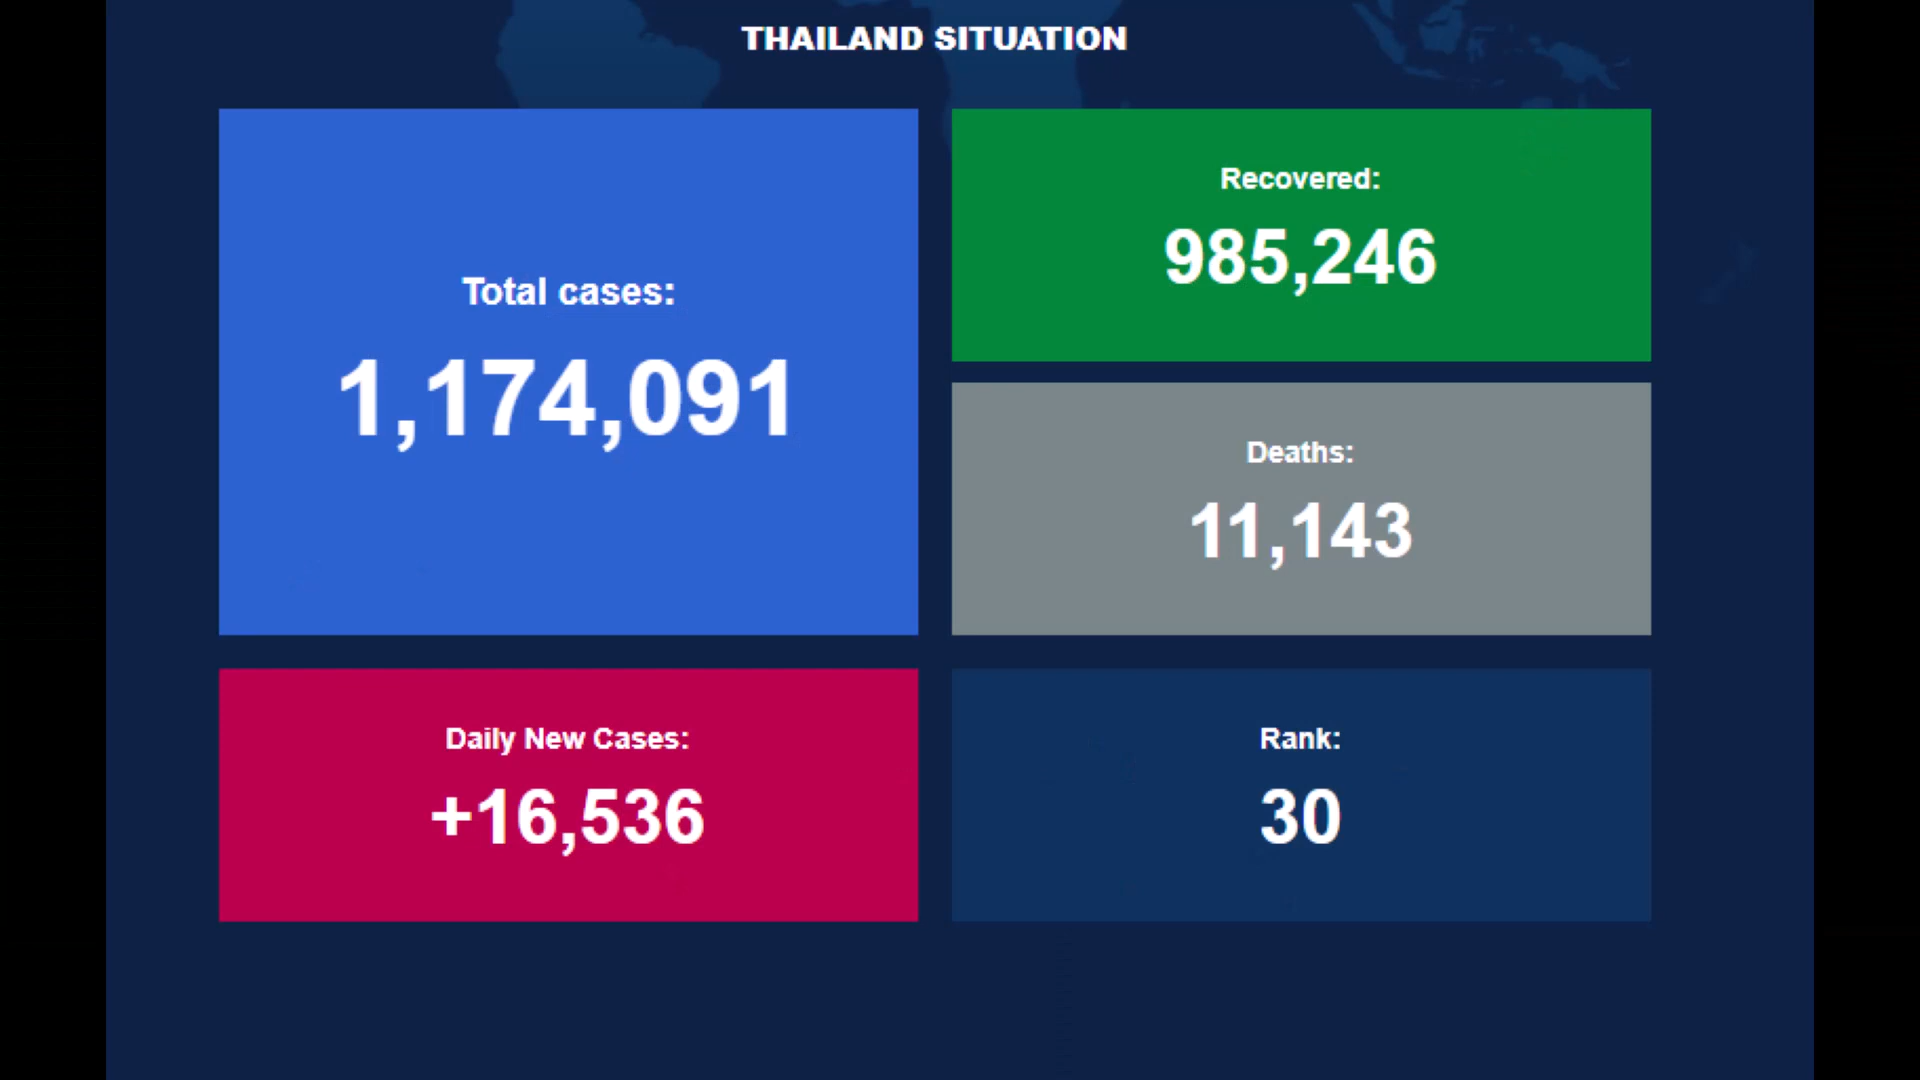 THAILAND SITUATION
Total cases:
1,174,091
Recovered:
985,246
Deaths:
11,143
Daily New Cases:
+16,536
Rank:
30